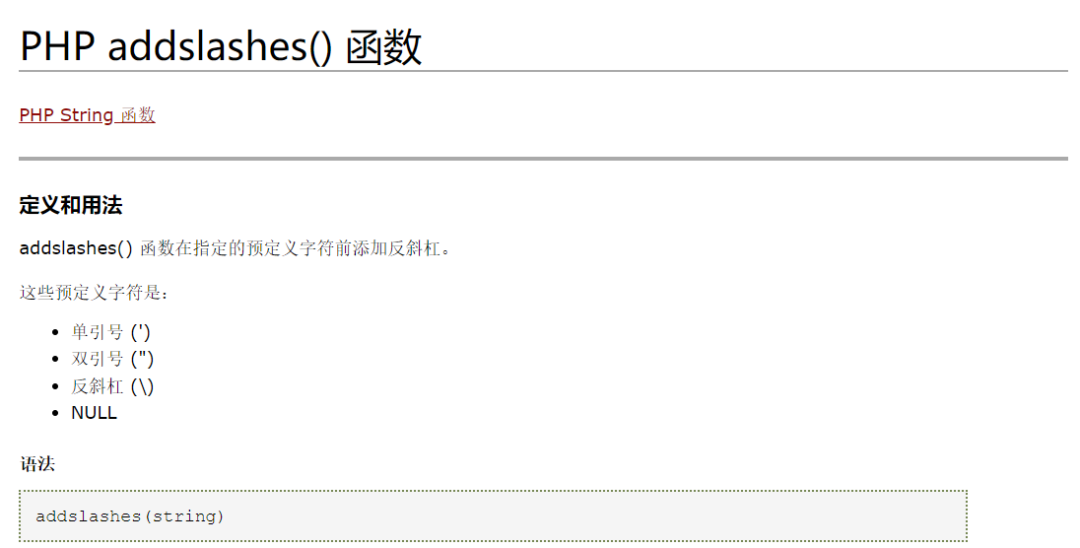 PHP addslashes() 函数
PHP String 函数
定义和用法
addslashes() 函数在指定的预定义字符前添加反斜杠。
这些预定义字符是：
单引号 (')
双引号 (")
反斜杠 (\)
NULL
语法
addslashes(string)